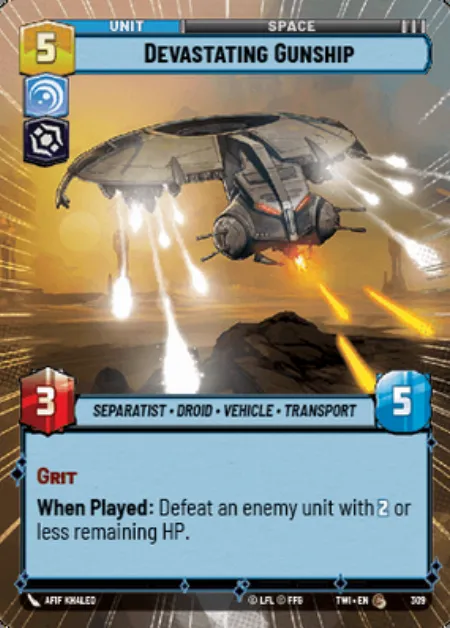 UNIT SPACE
5 DEVASTATING GUNSHIP
3 SEPARATIST • DROID • VEHICLE • TRANSPORT 5
GRIT
When Played: Defeat an enemy unit with 2 or
less remaining HP.
AFIF KHALED © LFL © FFG TWI • EN 309